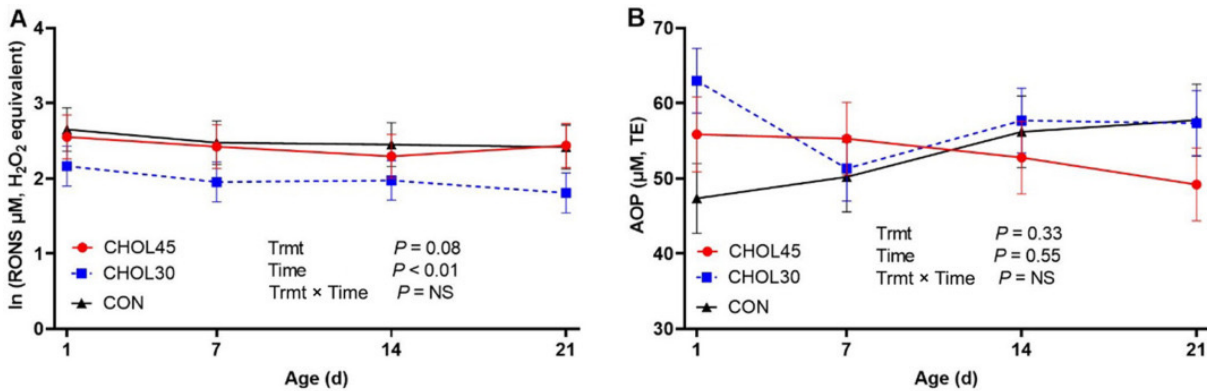 A
ln (RONS µM, H₂O₂ equivalent)
4
3
2
1
0
CHOL45
CHOL30
CON
Trmt P = 0.08
Time P < 0.01
Trmt × Time P = NS
1 7 14 21
Age (d)
B
AOP (µM, TE)
70
60
50
40
30
CHOL45
CHOL30
CON
Trmt P = 0.33
Time P = 0.55
Trmt × Time P = NS
1 7 14 21
Age (d)